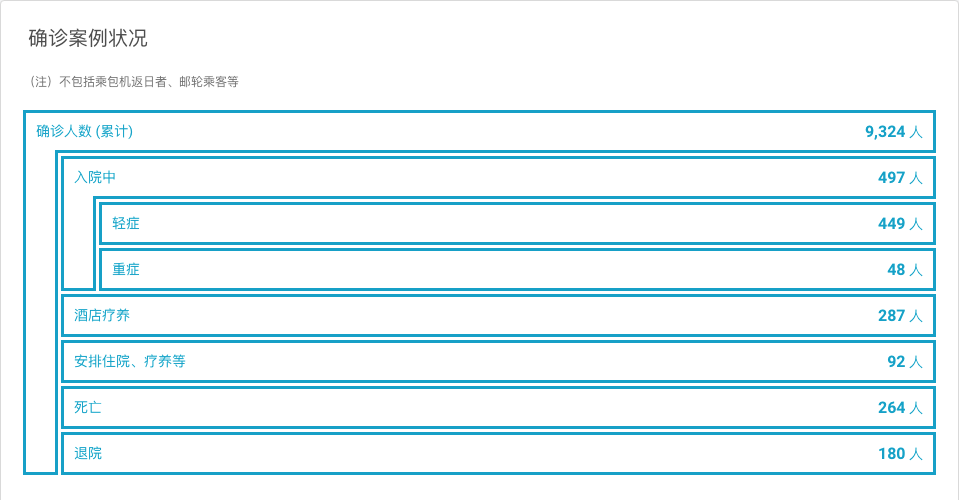 确诊案例状况
（注）不包括乘包机返日者、邮轮乘客等
确诊人数 (累计) 9,324 人
入院中 497 人
轻症 449 人
重症 48 人
酒店疗养 287 人
安排住院、疗养等 92 人
死亡 264 人
退院 180 人